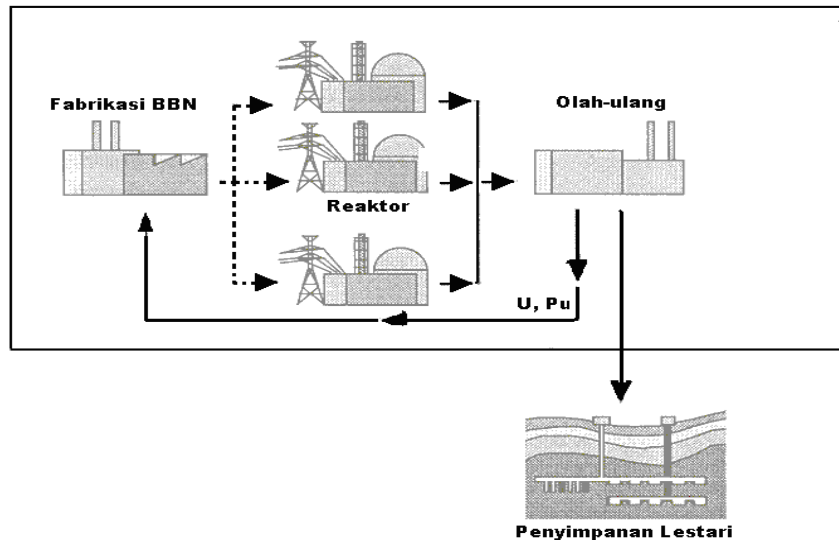 Fabrikasi BBN
Olah-ulang
Reaktor
U, Pu
Penyimpanan Lestari